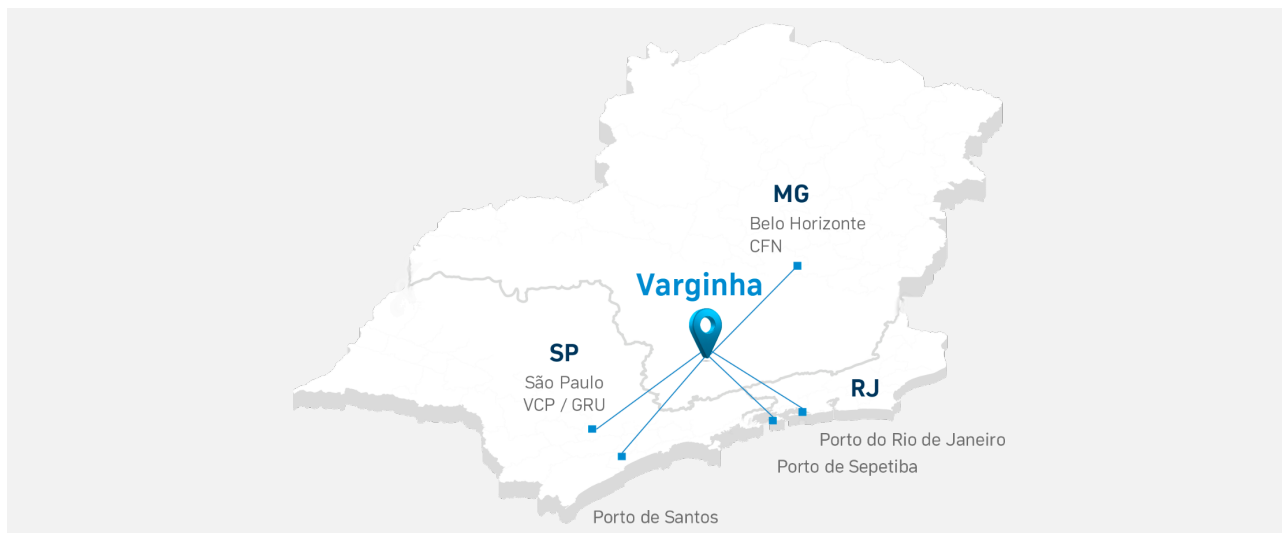 MG
Belo Horizonte
CFN
Varginha
SP
São Paulo
VCP / GRU
RJ
Porto do Rio de Janeiro
Porto de Sepetiba
Porto de Santos